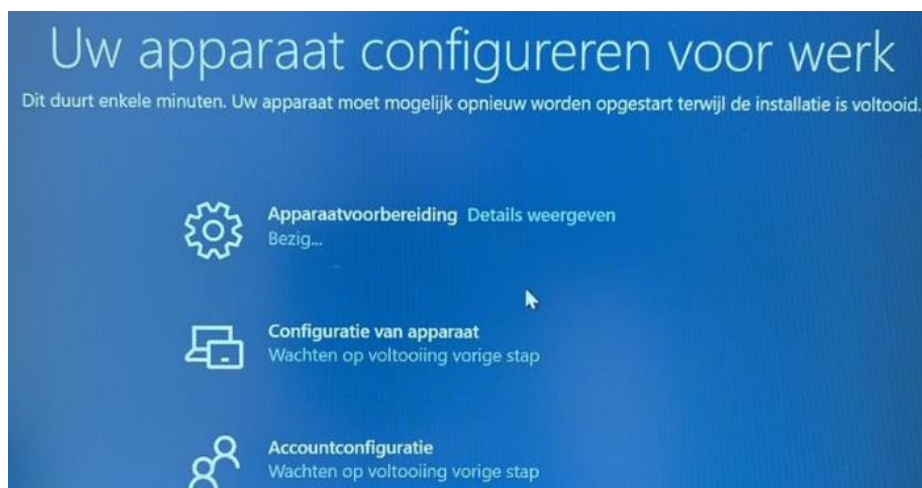 Uw apparaat configureren voor werk
Dit duurt enkele minuten. Uw apparaat moet mogelijk opnieuw worden opgestart terwijl de installatie is voltooid.
Apparaatvoorbereiding Details weergeven
Bezig...
Configuratie van apparaat
Wachten op voltooiing vorige stap
Accountconfiguratie
Wachten op voltooiing vorige stap